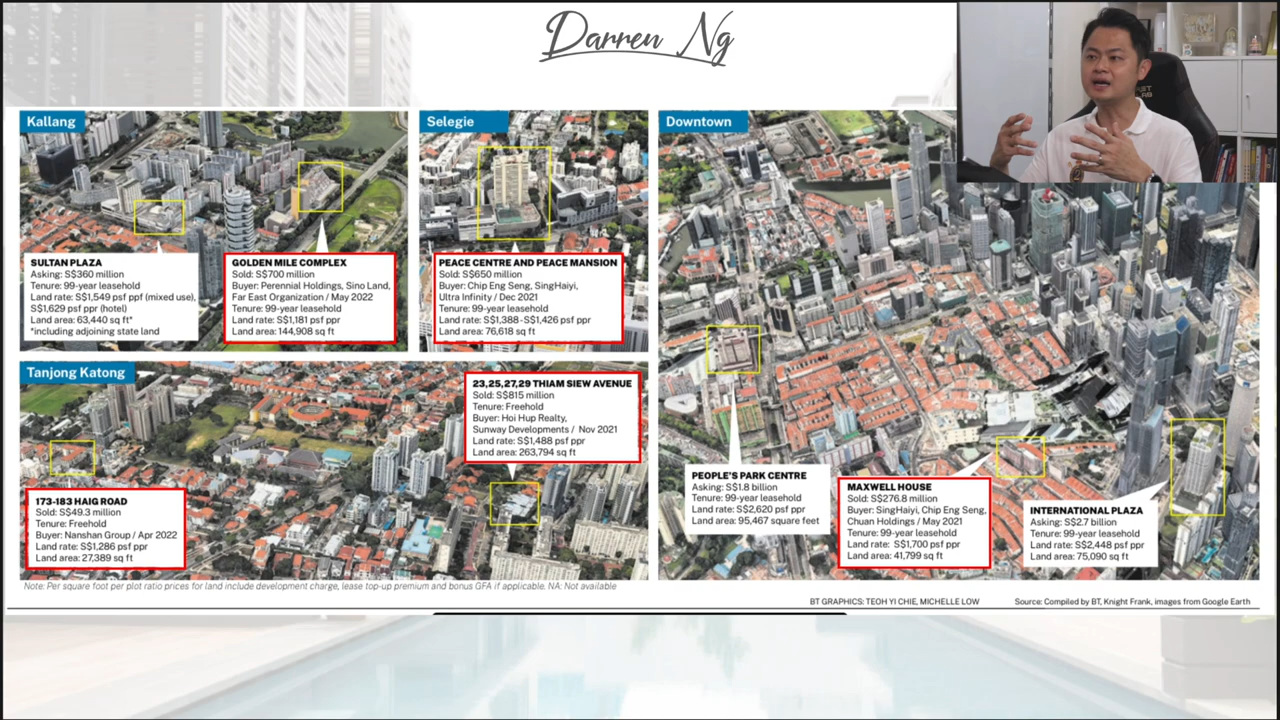 Darren Ng
Kallang
SULTAN PLAZA
Asking: S$360 million
Tenure: 99-year leasehold
Land rate: S$1,549 psf ppf (mixed use),
S$1,629 psf ppf (hotel)
Land area: 63,440 sq ft*
*including adjoining state land
GOLDEN MILE COMPLEX
Sold: S$700 million
Buyer: Perennial Holdings, Sino Land,
Far East Organization / May 2022
Tenure: 99-year leasehold
Land rate: S$1,181 psf ppr
Land area: 144,908 sq ft
Selegie
PEACE CENTRE AND PEACE MANSION
Sold: S$650 million
Buyer: Chip Eng Seng, SingHaiyi,
Ultra Infinity / Dec 2021
Tenure: 99-year leasehold
Land rate: S$1,388 - S$1,426 psf ppr
Land area: 76,618 sq ft
Tanjong Katong
173-183 HAIG ROAD
Sold: S$49.3 million
Tenure: Freehold
Buyer: Nanshan Group / Apr 2022
Land rate: S$1,286 psf ppr
Land area: 27,389 sq ft
23,25,27,29 THIAM SIEW AVENUE
Sold: S$815 million
Tenure: Freehold
Buyer: Hoi Hup Realty,
Sunway Developments / Nov 2021
Land rate: S$1,488 psf ppr
Land area: 263,794 sq ft
Downtown
PEOPLE'S PARK CENTRE
Asking: S$1.8 billion
Tenure: 99-year leasehold
Land rate: S$2,620 psf ppr
Land area: 95,467 square feet
MAXWELL HOUSE
Sold: S$276.8 million
Buyer: SingHaiyi, Chip Eng Seng,
Chuan Holdings / May 2021
Tenure: 99-year leasehold
Land rate: S$1,700 psf ppr
Land area: 41,799 sq ft
INTERNATIONAL PLAZA
Asking: S$2.7 billion
Tenure: 99-year leasehold
Land rate: S$2,448 psf ppr
Land area: 75,090 sq ft
Note: Per square foot per plot ratio prices for land include development charge, lease top-up premium and bonus GFA if applicable. NA: Not available
BT GRAPHICS: TEOH YI CHIE, MICHELLE LOW
Source: Compiled by BT, Knight Frank, images from Google Earth